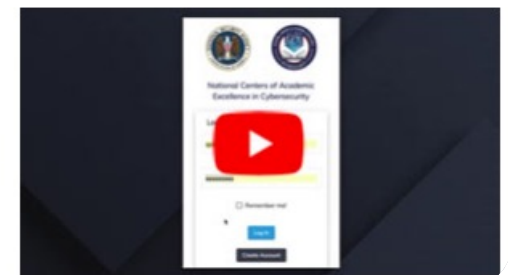 National Centers of Academic
Excellence in Cybersecurity
Remember me!
Log In
Create Account